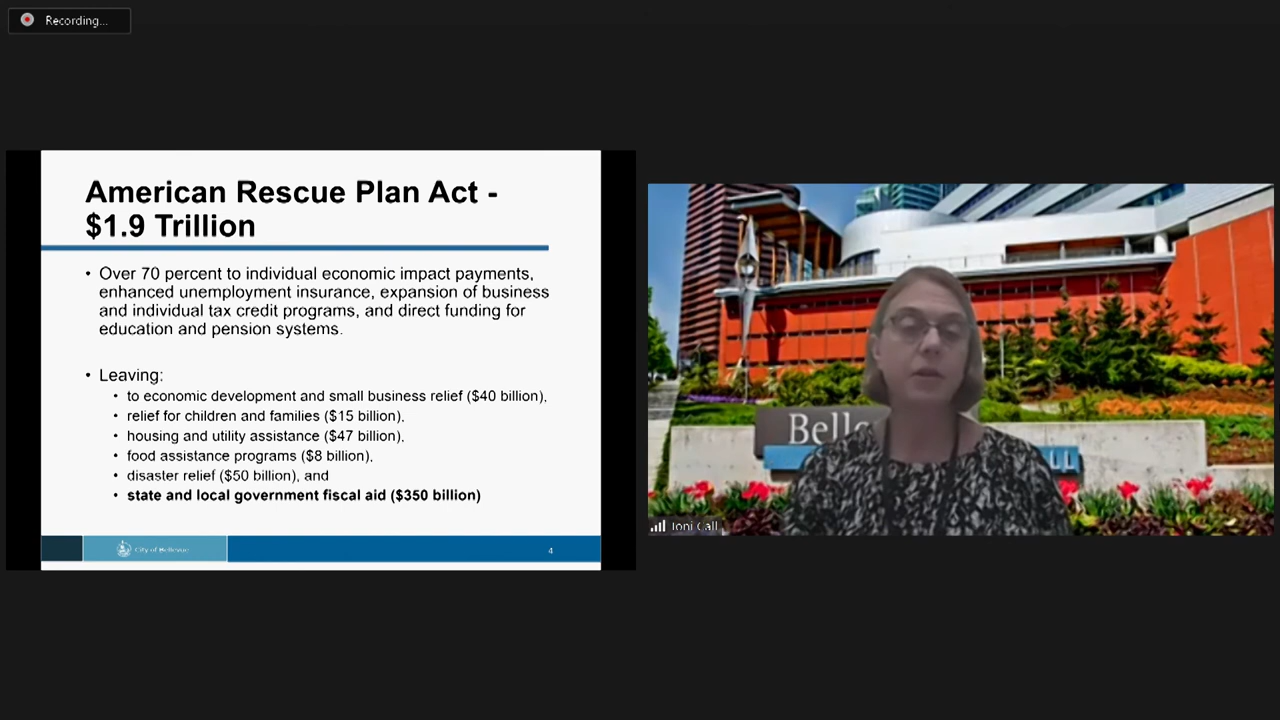 Recording...
American Rescue Plan Act -
$1.9 Trillion
• Over 70 percent to individual economic impact payments,
enhanced unemployment insurance, expansion of business
and individual tax credit programs, and direct funding for
education and pension systems.
• Leaving:
• to economic development and small business relief ($40 billion),
• relief for children and families ($15 billion),
• housing and utility assistance ($47 billion),
• food assistance programs ($8 billion),
• disaster relief ($50 billion), and
• state and local government fiscal aid ($350 billion)
City of Bellevue
4
Toni Call